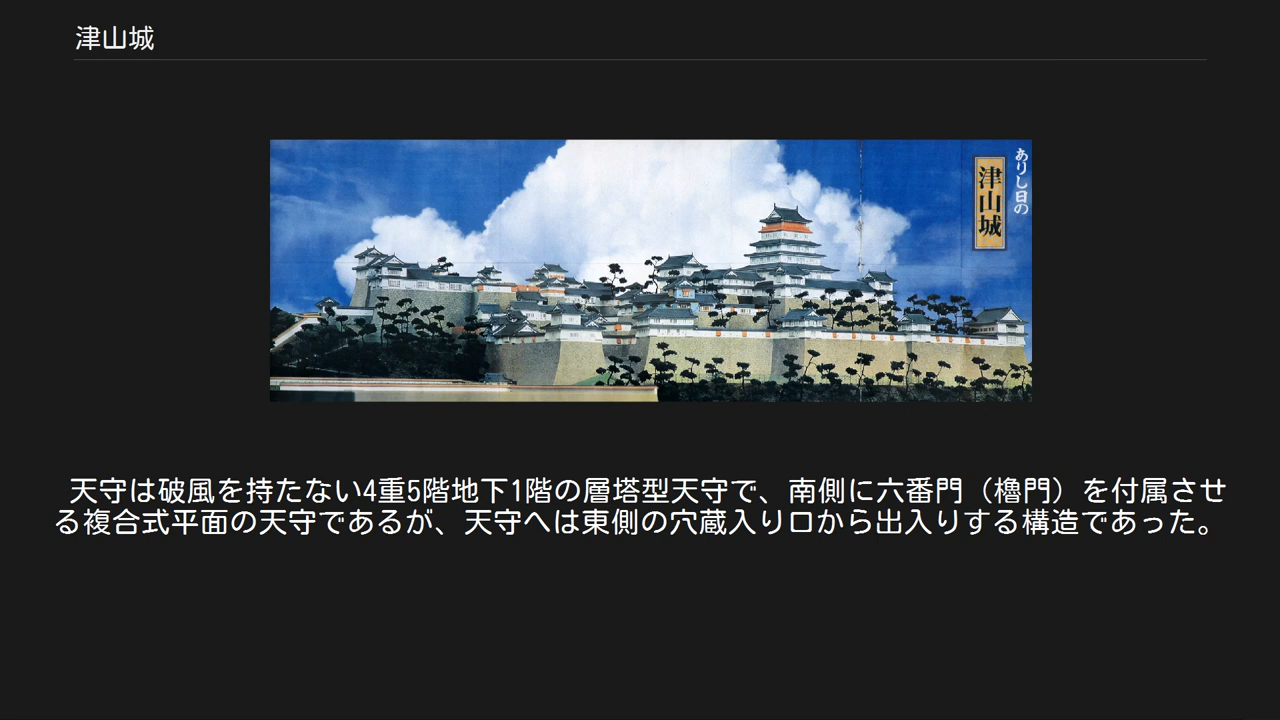 津山城
ありし日の
津山城
天守は破風を持たない4重5階地下1階の層塔型天守で、南側に六番門（櫓門）を付属させ
る複合式平面の天守であるが、天守へは東側の穴蔵入り口から出入りする構造であった。